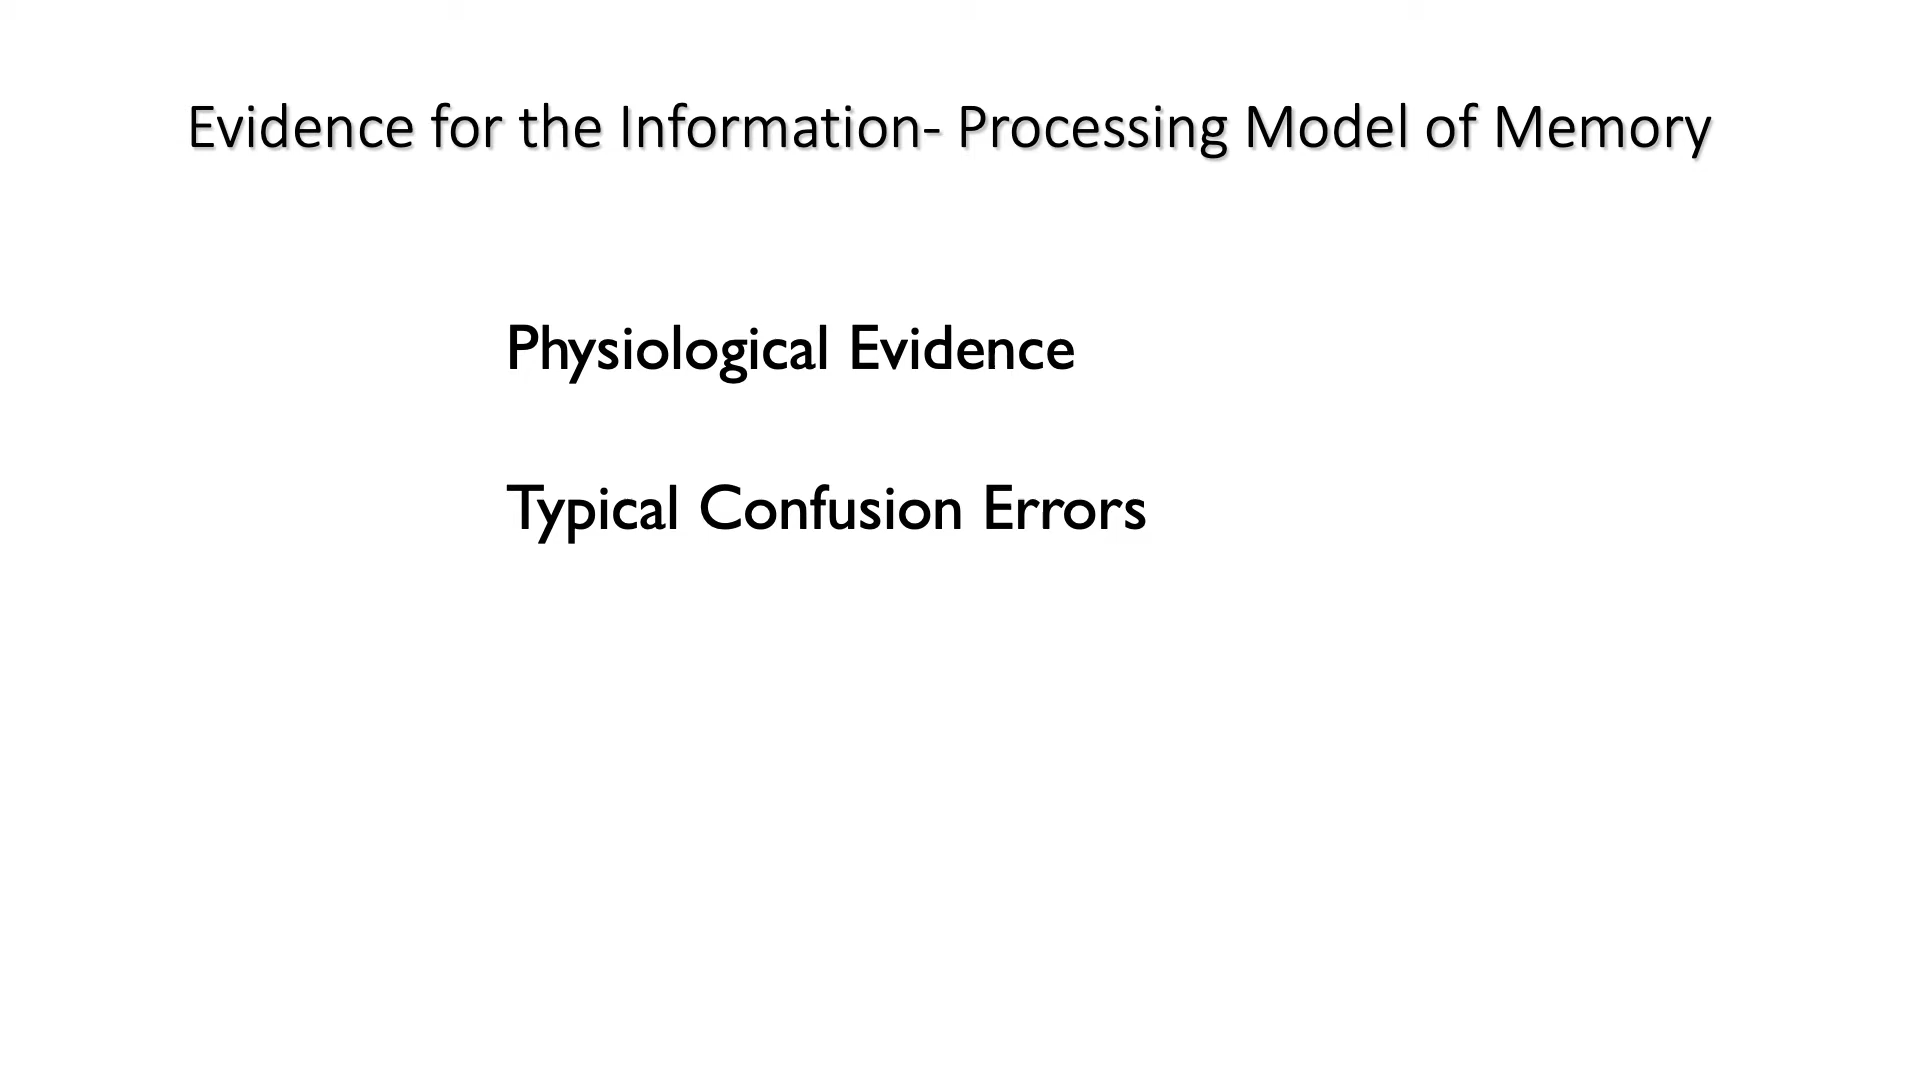 Evidence for the Information- Processing Model of Memory
Physiological Evidence
Typical Confusion Errors